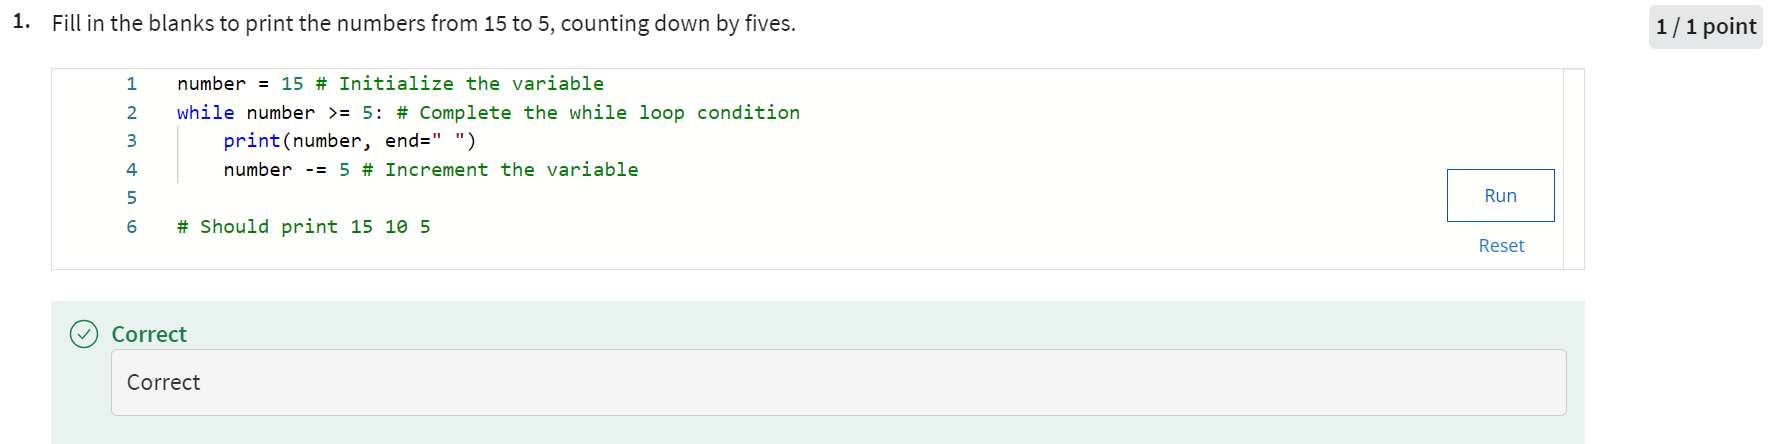 1. Fill in the blanks to print the numbers from 15 to 5, counting down by fives.
1 / 1 point
1 number = 15 # Initialize the variable
2 while number >= 5: # Complete the while loop condition
3     print(number, end=" ")
4     number -= 5 # Increment the variable
5
6 # Should print 15 10 5
Run
Reset
Correct
Correct